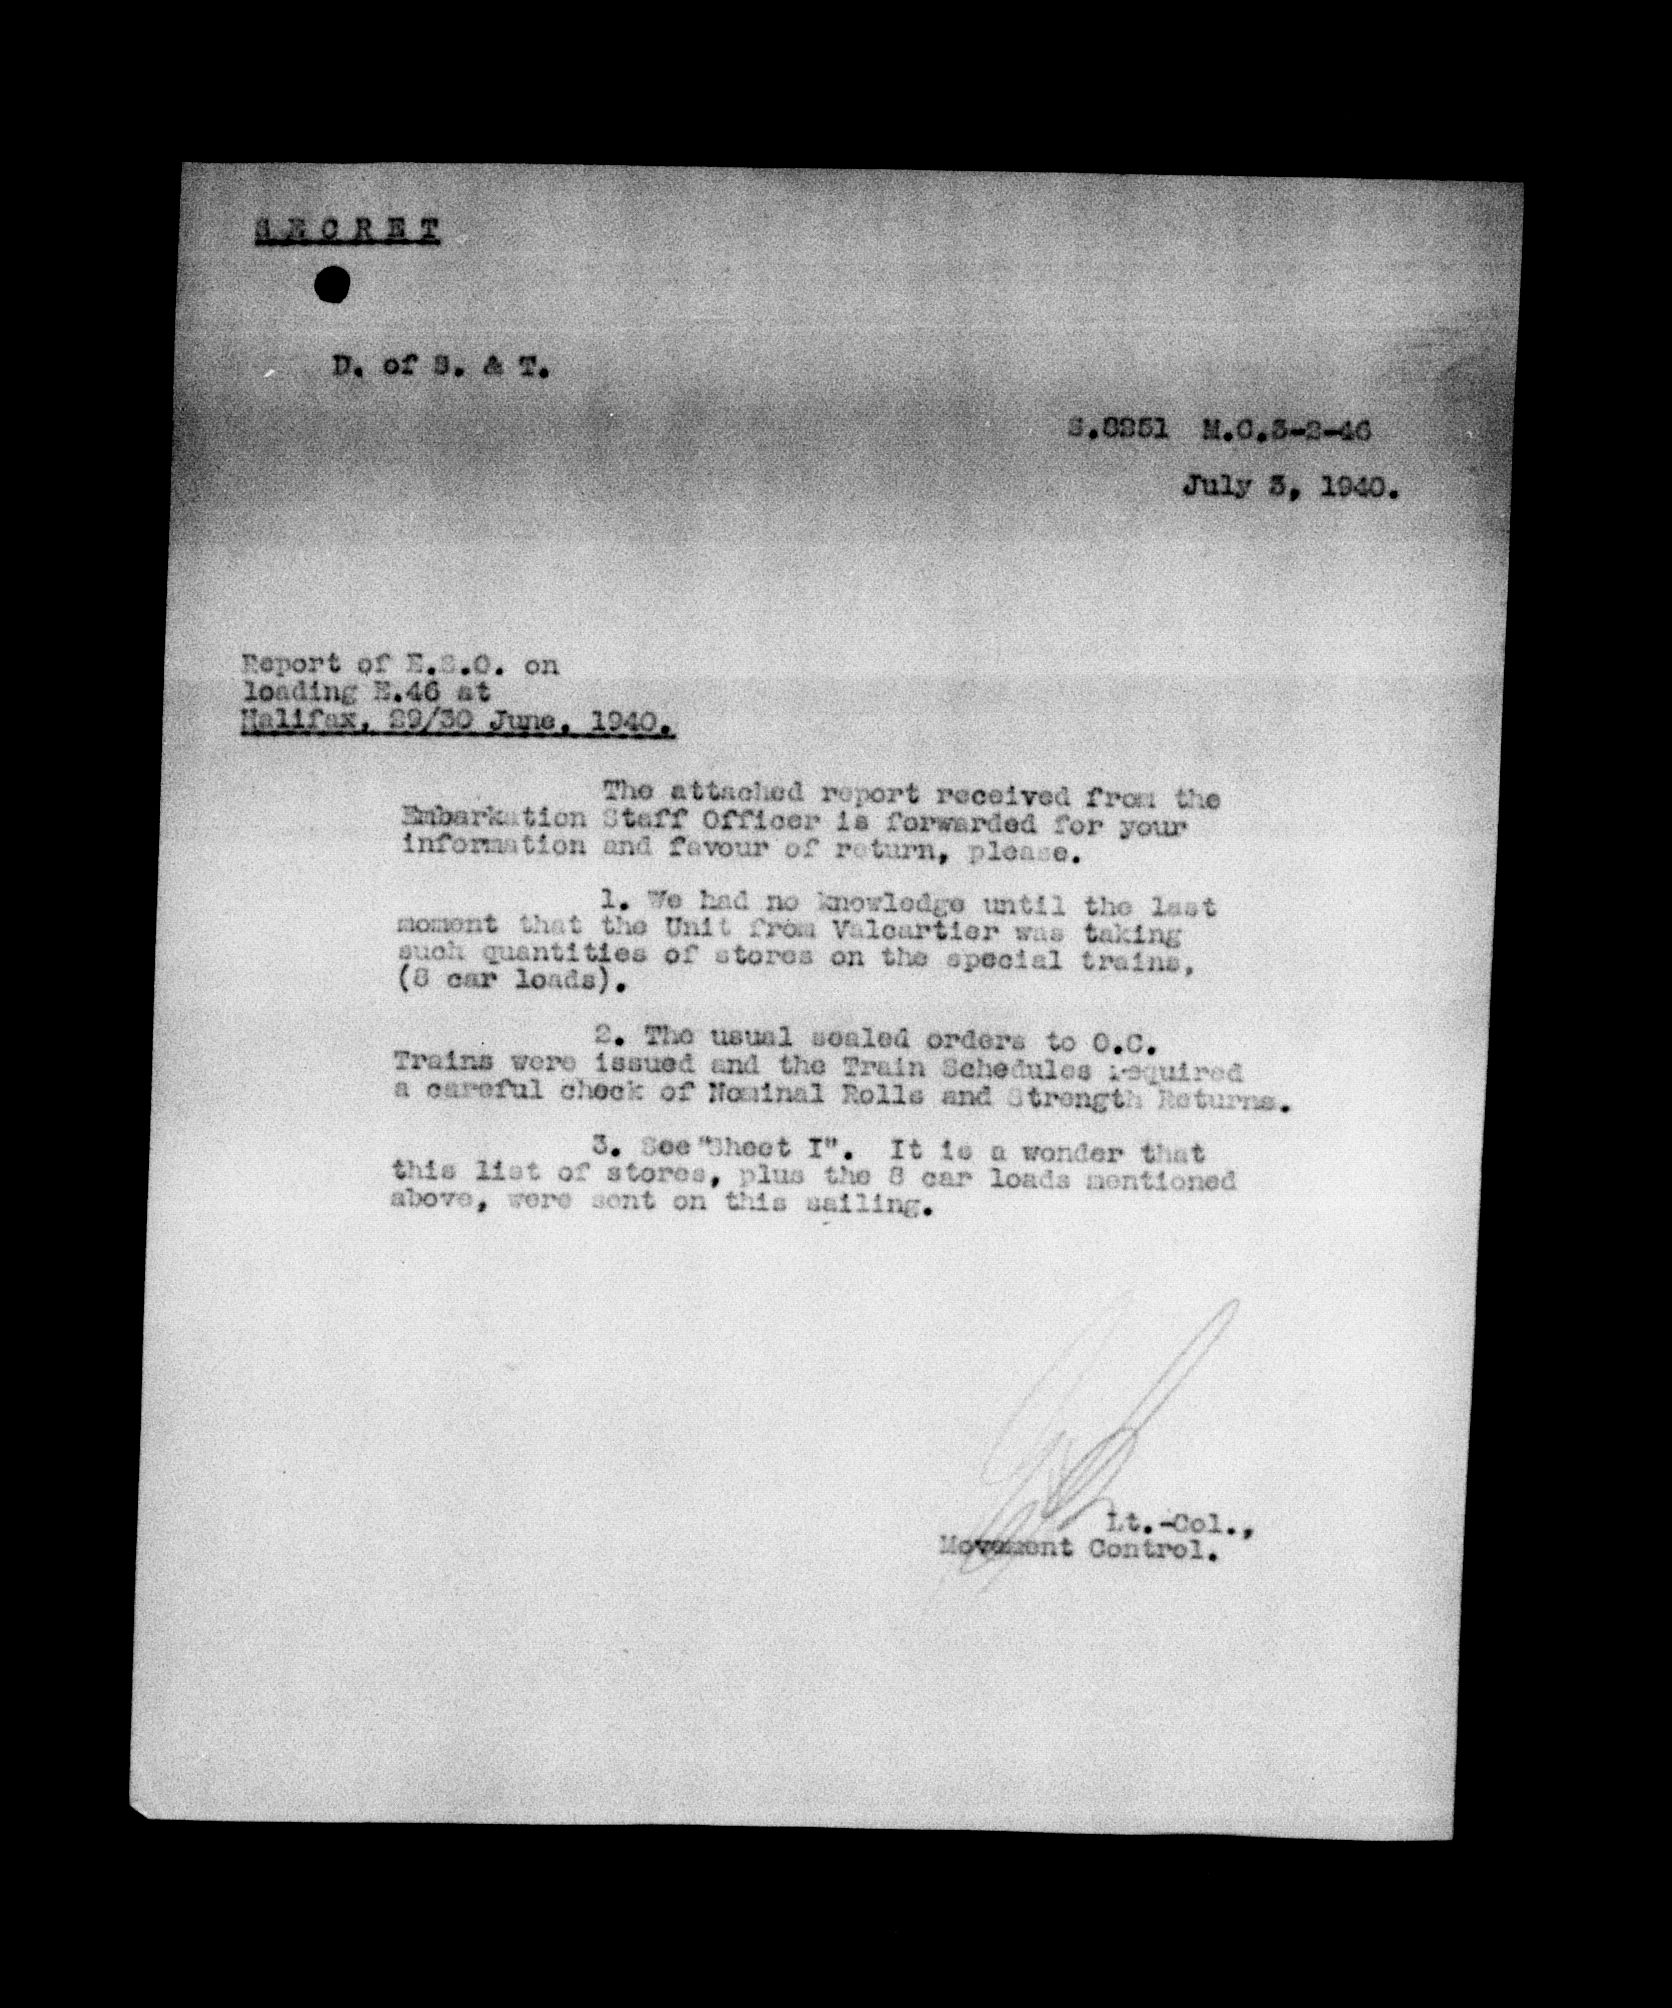 SECRET
D. of S. & T.
S.8251 M.C.3-2-46
July 3, 1940.
Report of E.S.O. on
loading E.46 at
Halifax, 29/30 June, 1940.
The attached report received from the
Embarkation Staff Officer is forwarded for your
information and favour of return, please.
1. We had no knowledge until the last
moment that the Unit from Valcartier was taking
such quantities of stores on the special trains,
(8 car loads).
2. The usual sealed orders to O.C.
Trains were issued and the Train Schedules required
a careful check of Nominal Rolls and Strength Returns.
3. See "Sheet I". It is a wonder that
this list of stores, plus the 8 car loads mentioned
above, were sent on this sailing.
Lt.-Col.,
Movement Control.